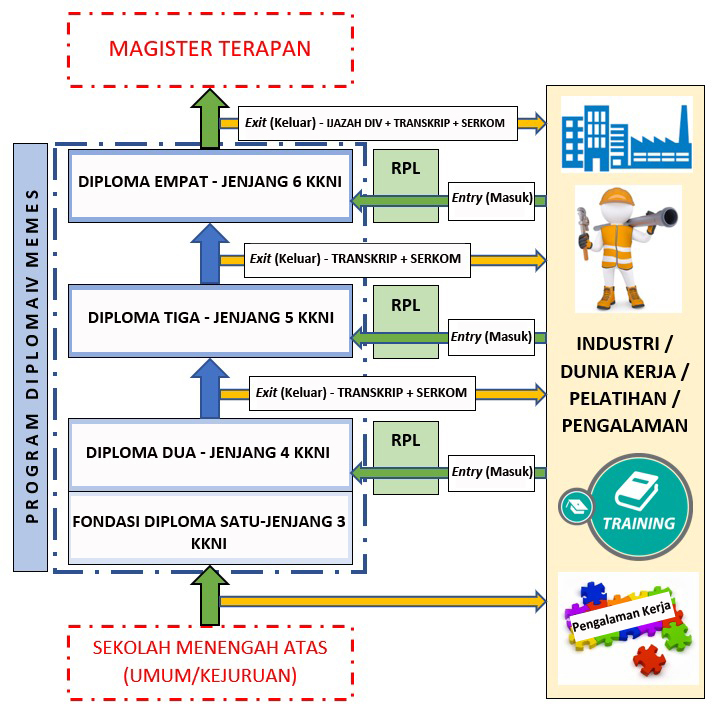 MAGISTER TERAPAN
Exit (Keluar) - IJAZAH DIV + TRANSKRIP + SERKOM
DIPLOMA EMPAT - JENJANG 6 KKNI
RPL
Entry (Masuk)
Exit (Keluar) - TRANSKRIP + SERKOM
DIPLOMA TIGA - JENJANG 5 KKNI
RPL
Entry (Masuk)
Exit (Keluar) - TRANSKRIP + SERKOM
DIPLOMA DUA - JENJANG 4 KKNI
RPL
Entry (Masuk)
FONDASI DIPLOMA SATU-JENJANG 3
KKNI
SEKOLAH MENENGAH ATAS
(UMUM/KEJURUAN)
PROGRAM DIPLOMAIV MEMES
INDUSTRI /
DUNIA KERJA /
PELATIHAN /
PENGALAMAN
TRAINING
Pengalaman Kerja